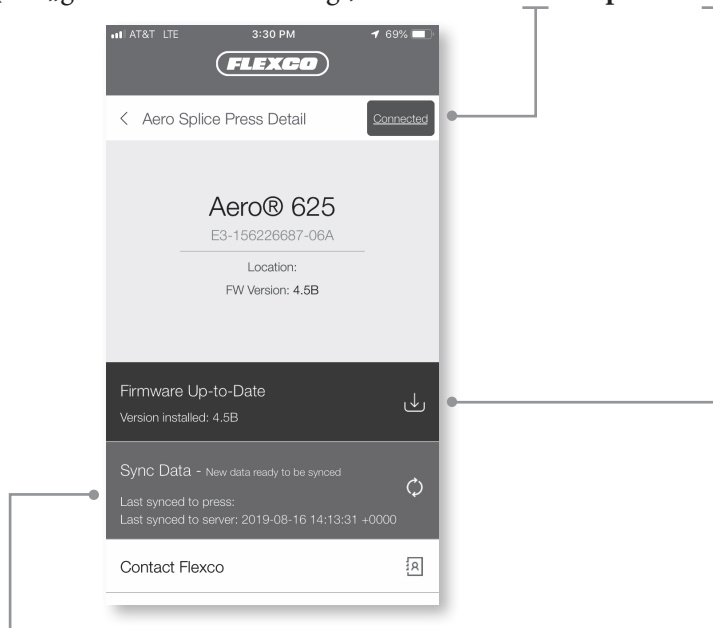 AT&T LTE 3:30 PM 69%
FLEXCO
Aero Splice Press Detail Connected
Aero® 625
E3-156226687-06A
Location:
FW Version: 4.5B
Firmware Up-to-Date
Version installed: 4.5B
Sync Data - New data ready to be synced
Last synced to press:
Last synced to server: 2019-08-16 14:13:31 +0000
Contact Flexco